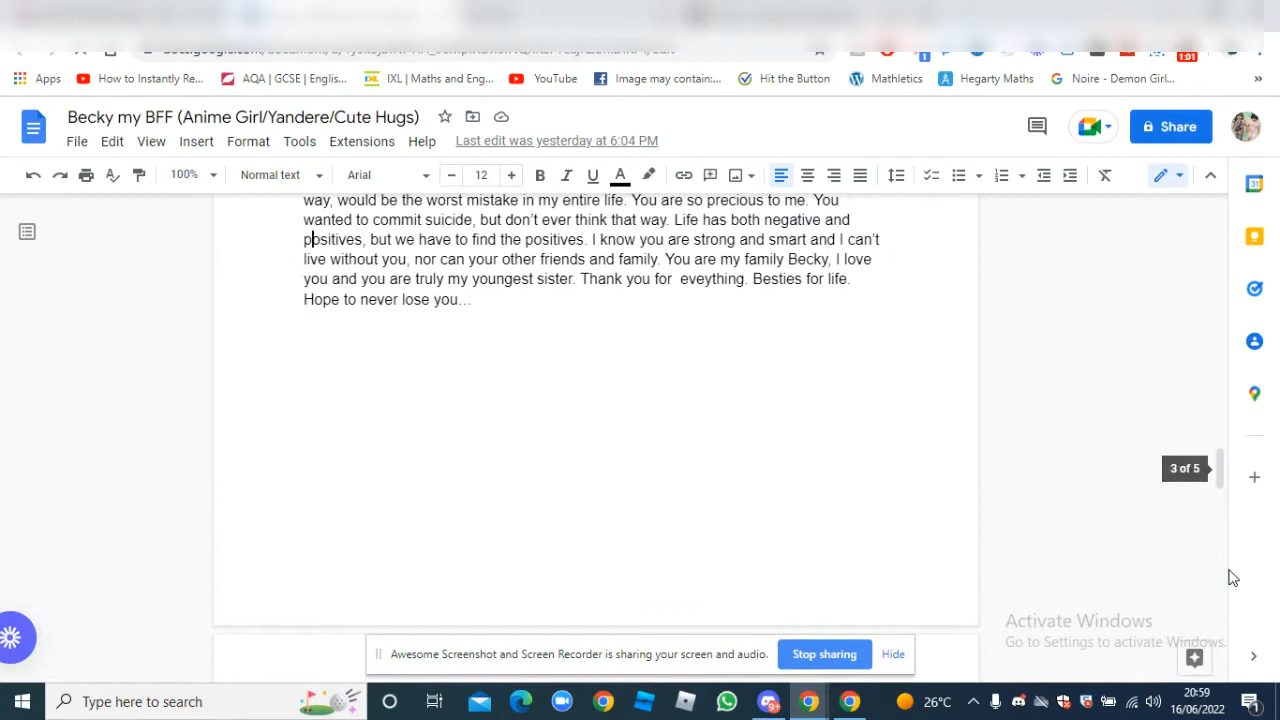 Apps
How to Instantly Re...
AQA | GCSE | Englis...
IXL | Maths and Eng...
YouTube
Image may contain:...
Hit the Button
Mathletics
Hegarty Maths
Noire - Demon Girl...
»
1
1:01
Becky my BFF (Anime Girl/Yandere/Cute Hugs)
File Edit View Insert Format Tools Extensions Help Last edit was yesterday at 6:04 PM
Share
100% Normal text Arial 12 B I U A
31
way, would be the worst mistake in my entire life. You are so precious to me. You
wanted to commit suicide, but don't ever think that way. Life has both negative and
positives, but we have to find the positives. I know you are strong and smart and I can't
live without you, nor can your other friends and family. You are my family Becky, I love
you and you are truly my youngest sister. Thank you for  eveything. Besties for life.
Hope to never lose you…
3 of 5
Activate Windows
Go to Settings to activate Windows.
Awesome Screenshot and Screen Recorder is sharing your screen and audio. Stop sharing Hide
Type here to search
9+
26°C
20:59
16/06/2022
1